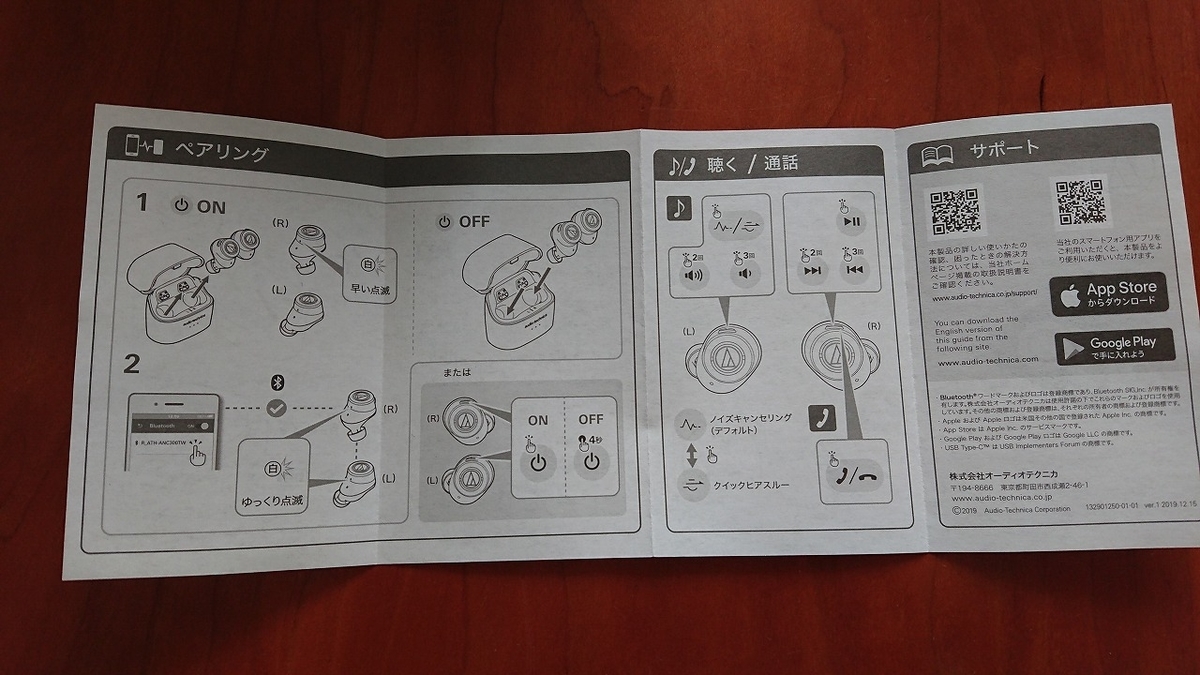 ペアリング
1
ON
(R)
白
早い点滅
(L)
OFF
2
Bluetooth
(R)
白
ゆっくり点滅
(L)
または
(R)
(L)
ON
OFF
4秒
聴く / 通話
2回
3回
2回
3回
(L)
(R)
ノイズキャンセリング
(デフォルト)
クイックヒアスルー
サポート
本製品の詳しい使いかたの
確認、困ったときの解決方
法については、当社ホーム
ページ掲載の取扱説明書を
ご確認ください。
www.audio-technica.co.jp/support/
You can download the
English version of
this guide from the
following site.
www.audio-technica.com
当社のスマートフォン用アプリを
ご利用いただくと、本製品をよ
り便利にお使いいただけます。
App Store
からダウンロード
Google Play
で手に入れよう
Bluetooth®ワードマークおよびロゴは登録商標であり、Bluetooth SIG,Inc.が所有権を
有します。株式会社オーディオテクニカは使用許諾の下でこれらのマークおよびロゴを使用
しています。その他の商標および登録商標は、それぞれの所有者の商標および登録商標です。
・Apple および Apple ロゴは米国その他の国で登録された Apple Inc. の商標です。
・App Store は Apple Inc. のサービスマークです。
・Google Play および Google Play ロゴは Google LLC の商標です。
・USB Type-C™ は USB Implementers Forum の商標です。
株式会社オーディオテクニカ
〒194-8666 東京都町田市西成瀬2-46-1
www.audio-technica.co.jp
©2019 Audio-Technica Corporation
132901250-01-01 ver.1 2019.12.15